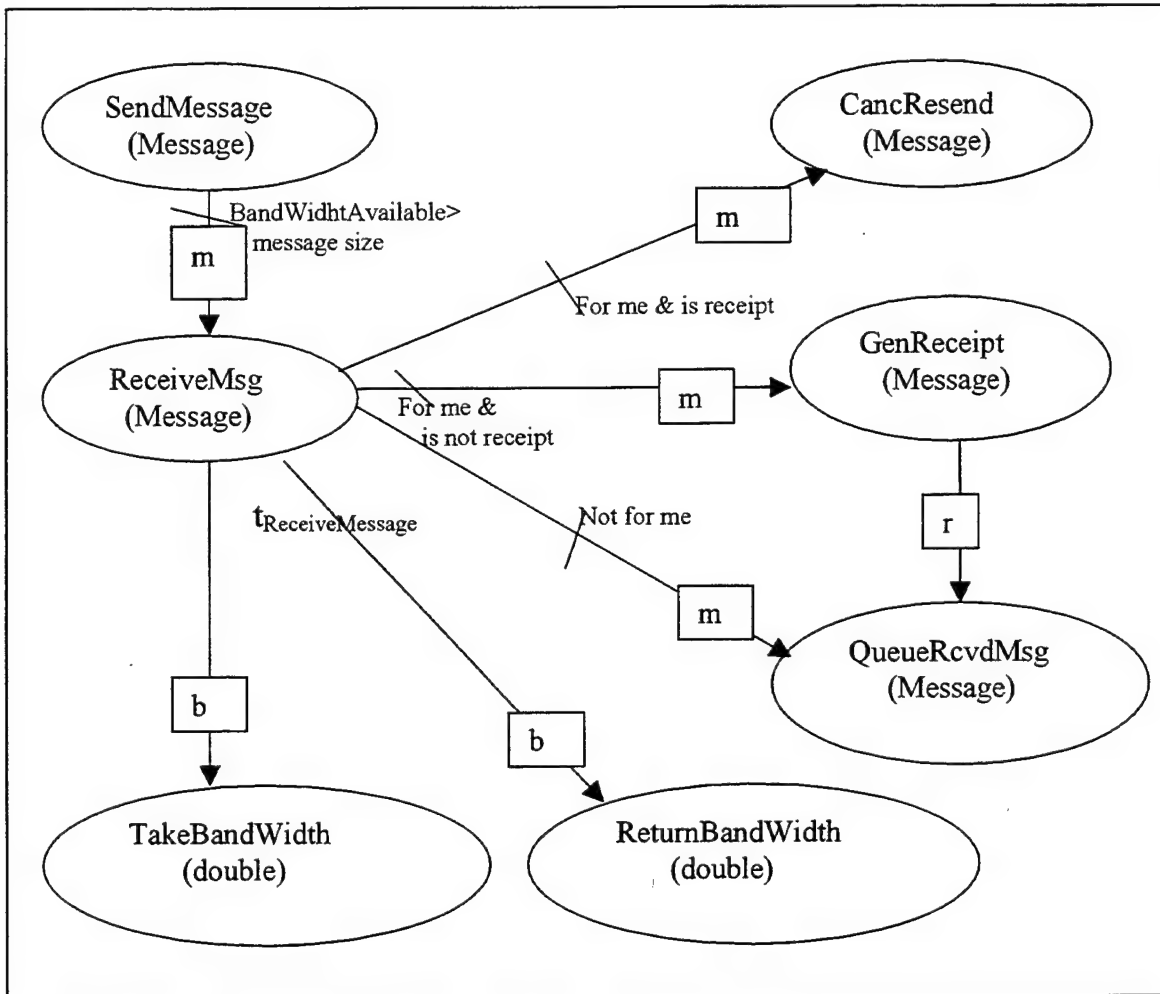 SendMessage
(Message)
CancResend
(Message)
BandWidhtAvailable>
message size
m
m
For me & is receipt
ReceiveMsg
(Message)
GenReceipt
(Message)
For me &
is not receipt
m
Not for me
r
tReceiveMessage
m
QueueRcvdMsg
(Message)
b
b
TakeBandWidth
(double)
ReturnBandWidth
(double)